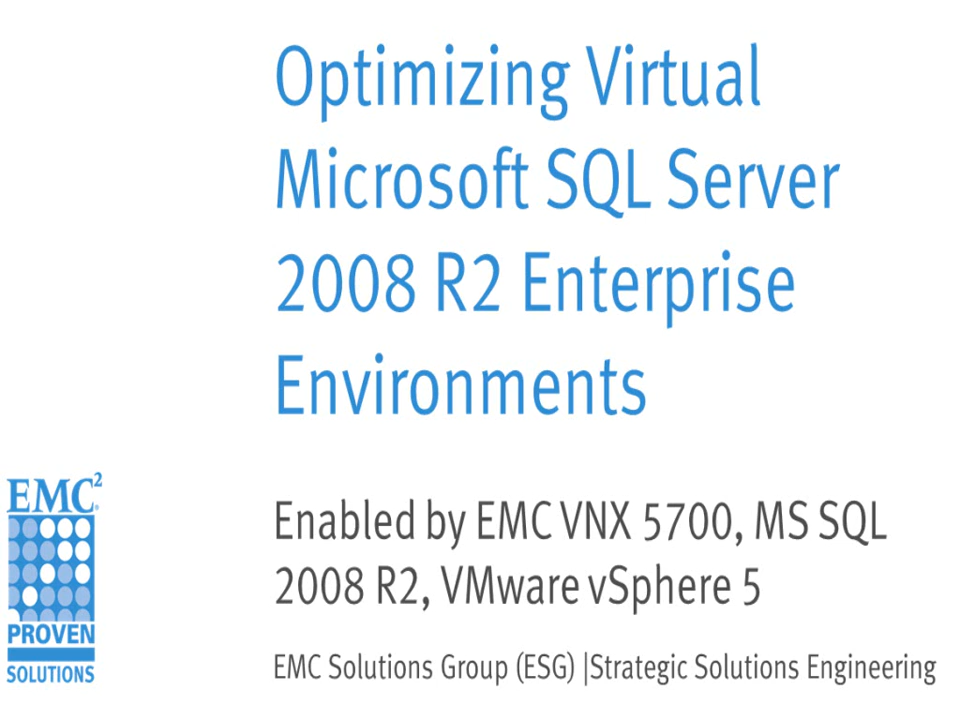 Optimizing Virtual
Microsoft SQL Server
2008 R2 Enterprise
Environments
EMC²
PROVEN
SOLUTIONS
Enabled by EMC VNX 5700, MS SQL
2008 R2, VMware vSphere 5
EMC Solutions Group (ESG) |Strategic Solutions Engineering